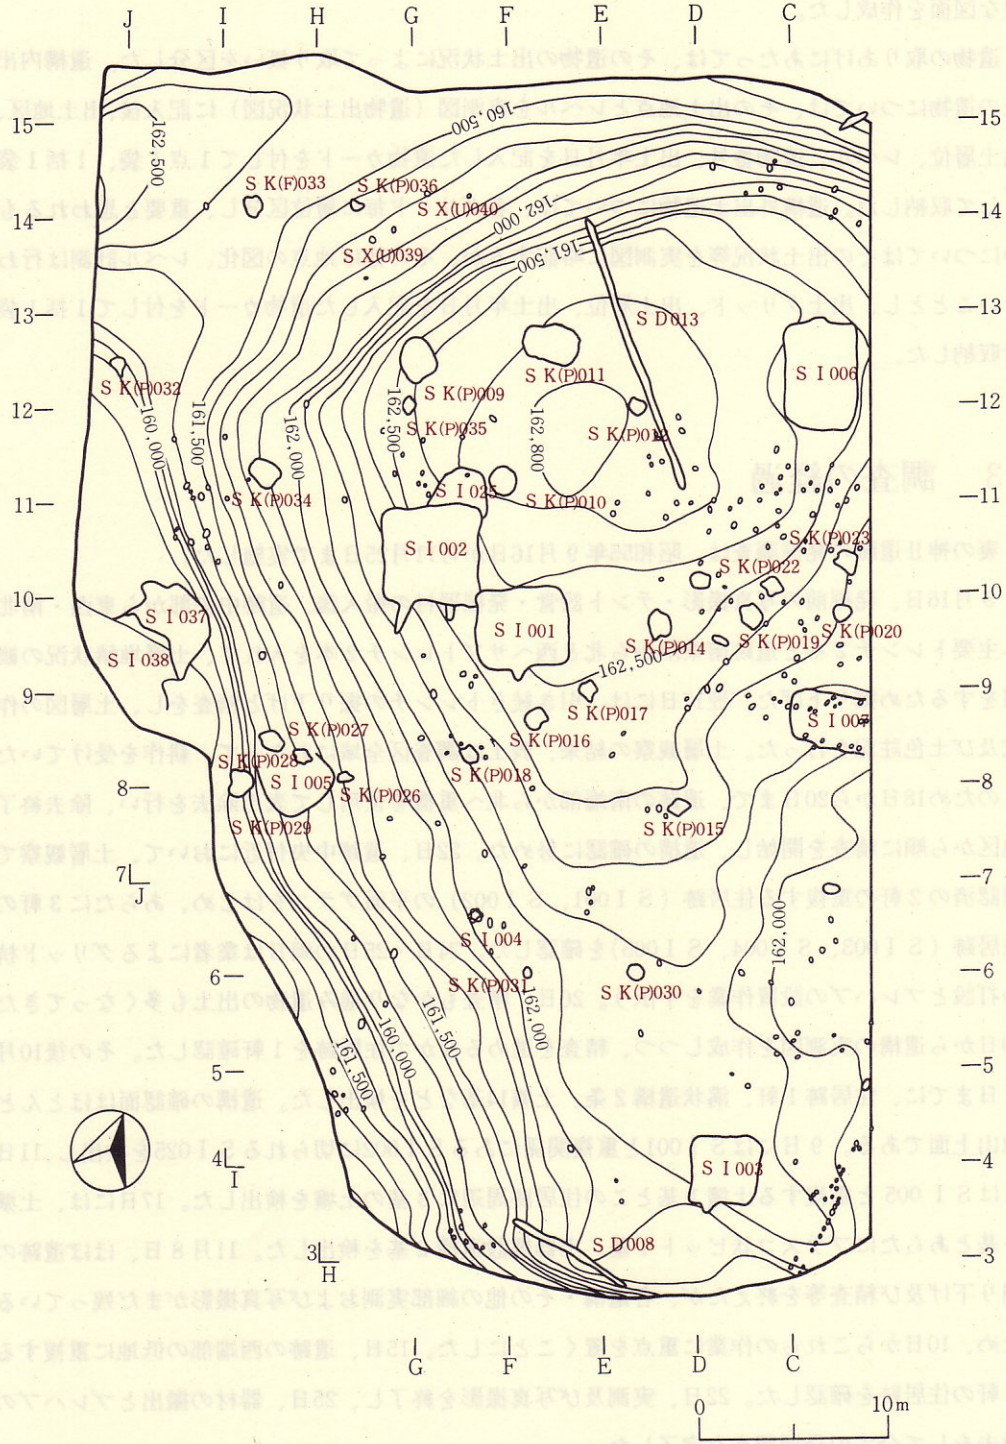 J I H G F E D C
15 15
160,500
162,500
S K(F)033
S K(P)036
S X(U)040
14 14
162,000
161,500
S X(U)039
13 13
S D013
S K(P)032
S K(P)011
S I 006
S K(P)009
12 12
160,000
161,500
162,000
162,500
162,800
S K(P)035
S K(P)012
S K(P)034
S I 025
S K(P)010
11 11
S I 002
S K(P)023
S K(P)022
10 10
S I 037
S I 001
S K(P)014
S K(P)019
S K(P)020
S I 038
162,500
9 9
S K(P)017
S I 007
S K(P)027
S K(P)016
S K(P)028
S K(P)018
8 8
S I 005
S K(P)026
S K(P)029
S K(P)015
7
J
162,000
S I 004
6 6
S K(P)031
S K(P)030
162,000
161,500
160,000
161,500
5 5
4 4
I
S I 003
3 3
H
S D008
G F E D C
0 10m